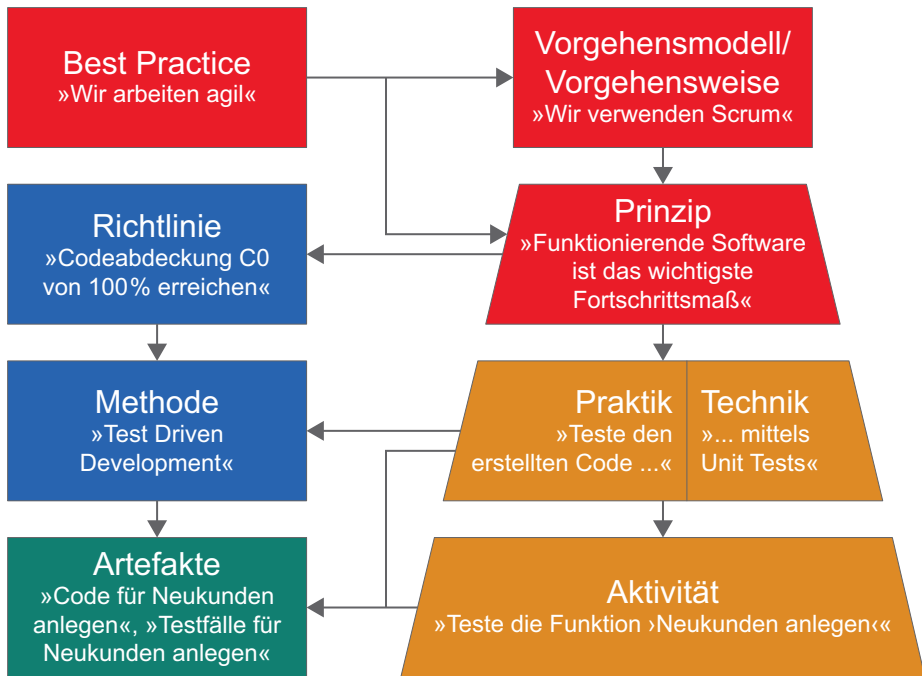 Best Practice
»Wir arbeiten agil«
Vorgehensmodell/
Vorgehensweise
»Wir verwenden Scrum«
Richtlinie
»Codeabdeckung C0
von 100% erreichen«
Prinzip
»Funktionierende Software
ist das wichtigste
Fortschrittsmaß«
Methode
»Test Driven
Development«
Praktik
»Teste den
erstellten Code ...«
Technik
»... mittels
Unit Tests«
Artefakte
»Code für Neukunden
anlegen«, »Testfälle für
Neukunden anlegen«
Aktivität
»Teste die Funktion ›Neukunden anlegen‹«